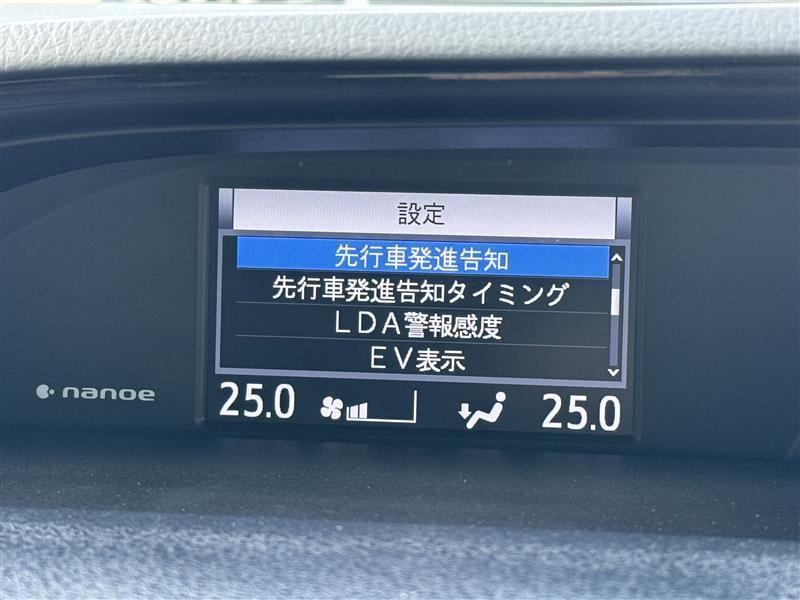 設定
先行車発進告知
先行車発進告知タイミング
LDA警報感度
EV表示
nanoe
25.0 25.0